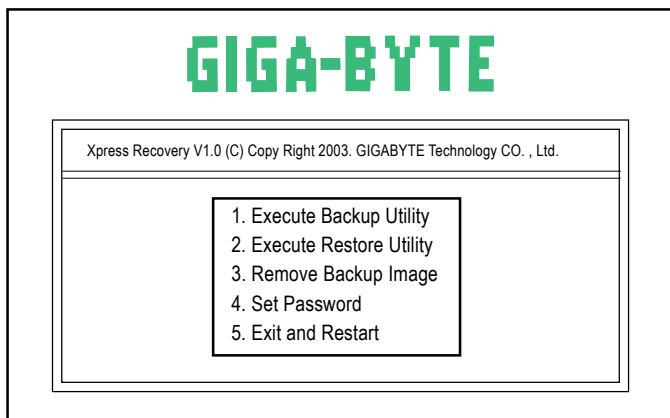 GIGA-BYTE
Xpress Recovery V1.0 (C) Copy Right 2003. GIGABYTE Technology CO. , Ltd.
1. Execute Backup Utility
2. Execute Restore Utility
3. Remove Backup Image
4. Set Password
5. Exit and Restart